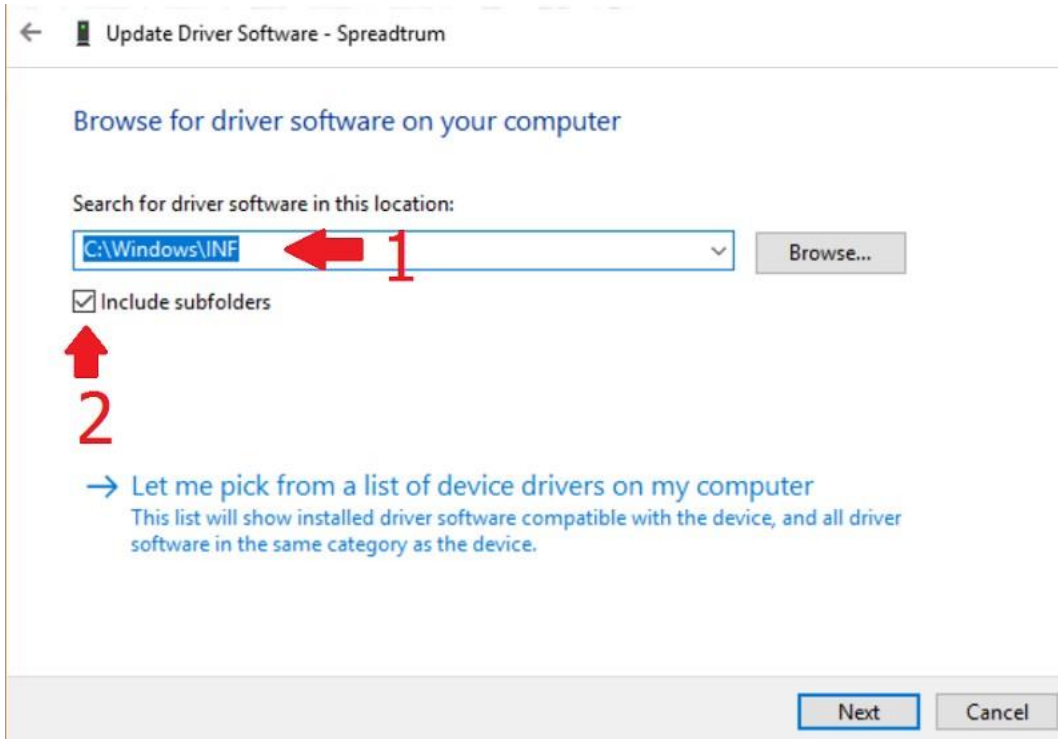 Update Driver Software - Spreadtrum
Browse for driver software on your computer
Search for driver software in this location:
C:\Windows\INF
1
Browse...
Include subfolders
2
Let me pick from a list of device drivers on my computer
This list will show installed driver software compatible with the device, and all driver
software in the same category as the device.
Next
Cancel